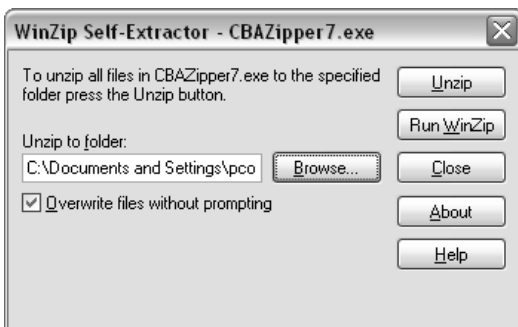 WinZip Self-Extractor - CBAZipper7.exe
To unzip all files in CBAZipper7.exe to the specified
folder press the Unzip button.
Unzip to folder:
C:\Documents and Settings\pco
Browse...
Overwrite files without prompting
Unzip
Run WinZip
Close
About
Help